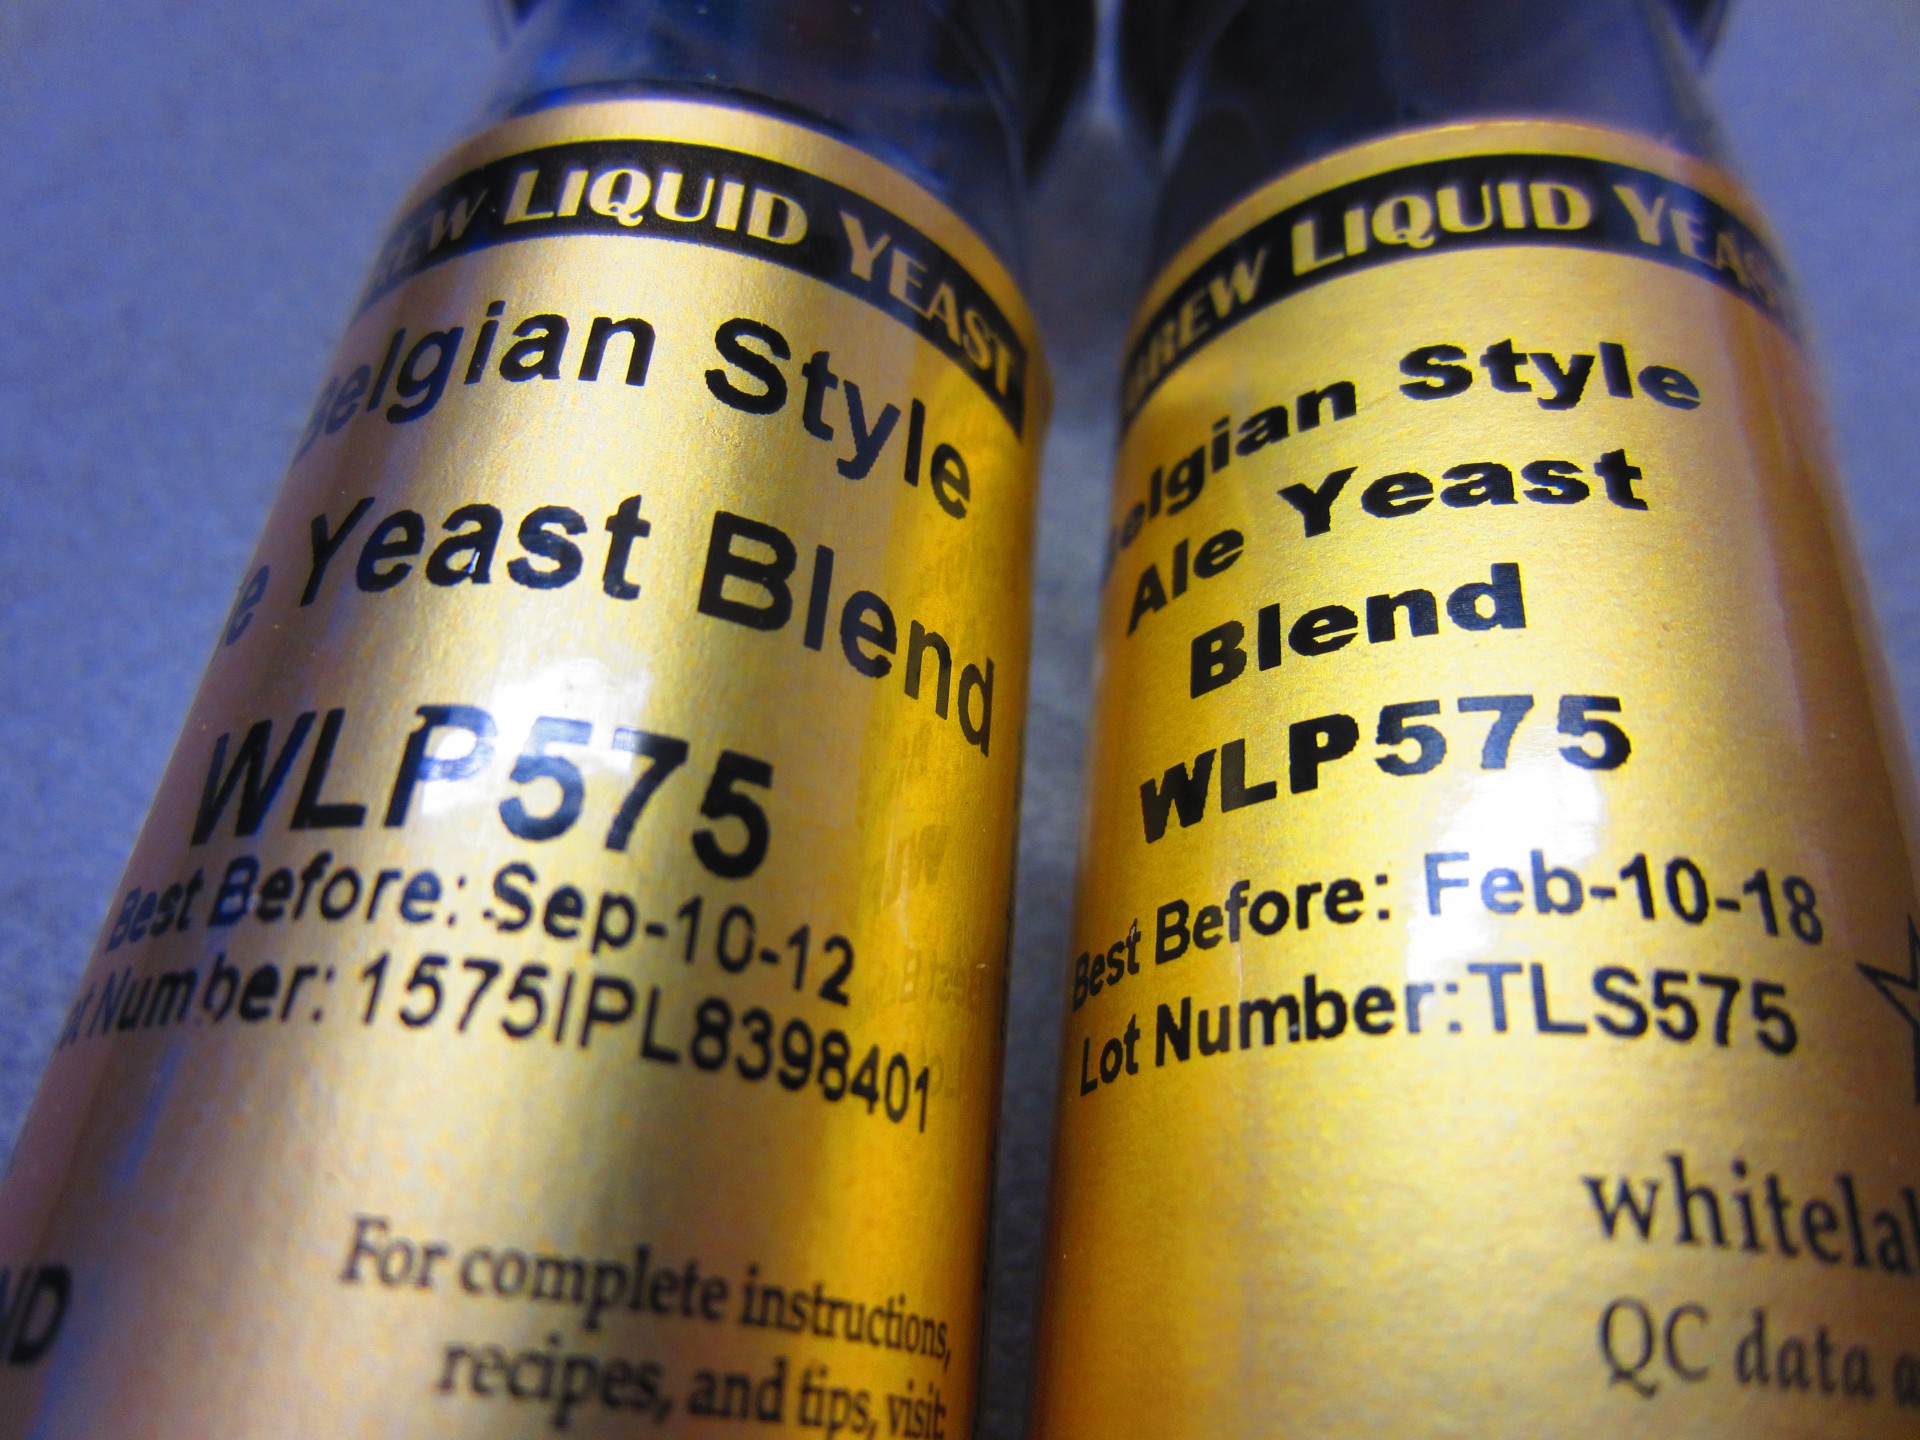 BREW LIQUID YEAST
Belgian Style
Yeast Blend
WLP575
Best Before: Sep-10-12
Number: 1575IPL8398401
For complete instructions,
recipes, and tips, visit:
BREW LIQUID YEAST
Belgian Style
Ale Yeast
Blend
WLP575
Best Before: Feb-10-18
Lot Number:TLS575
whitelab
QC data a